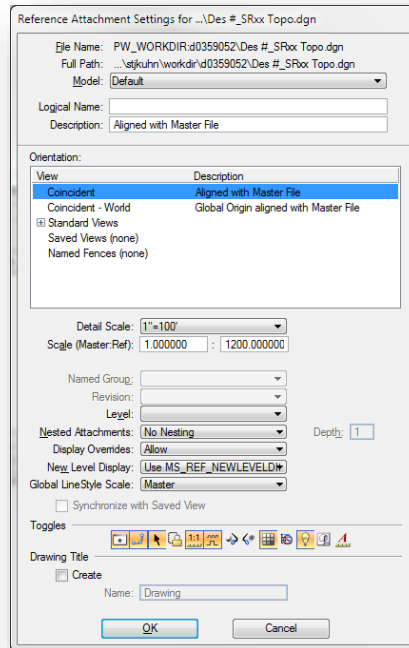 Reference Attachment Settings for ...\Des #_SRxx Topo.dgn
File Name: PW_WORKDIR:d0359052\Des #_SRxx Topo.dgn
Full Path: ...\stjkuhn\workdir\d0359052\Des #_SRxx Topo.dgn
Model: Default
Logical Name:
Description: Aligned with Master File
Orientation:
View Description
Coincident Aligned with Master File
Coincident - World Global Origin aligned with Master File
Standard Views
Saved Views (none)
Named Fences (none)
Detail Scale: 1"=100'
Scale (Master:Ref): 1.000000 : 1200.000000
Named Group:
Revision:
Level:
Nested Attachments: No Nesting Depth: 1
Display Overrides: Allow
New Level Display: Use MS_REF_NEWLEVELDI
Global LineStyle Scale: Master
Synchronize with Saved View
Toggles
1:1
Drawing Title
Create
Name: Drawing
OK Cancel